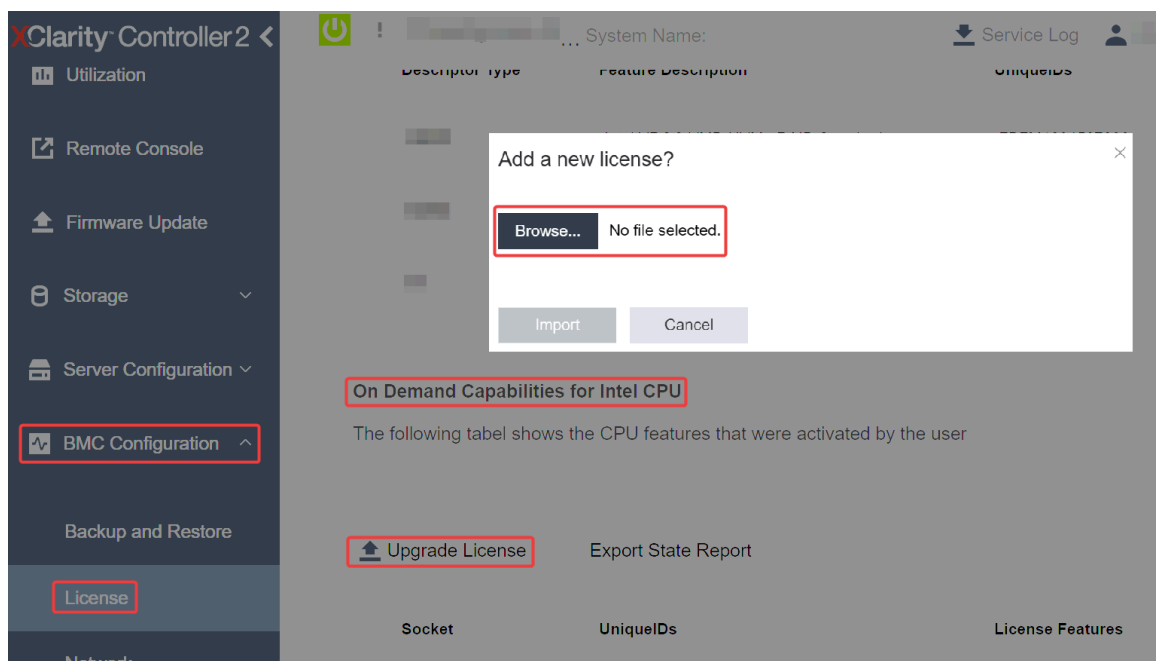 XClarity Controller 2
... System Name:
Service Log
Utilization
Remote Console
Firmware Update
Storage
Server Configuration
BMC Configuration
Backup and Restore
License
Network
Descriptor Type Feature Description UniqueIDs
Add a new license?
Browse... No file selected.
Import Cancel
On Demand Capabilities for Intel CPU
The following tabel shows the CPU features that were activated by the user
Upgrade License Export State Report
Socket UniqueIDs License Features